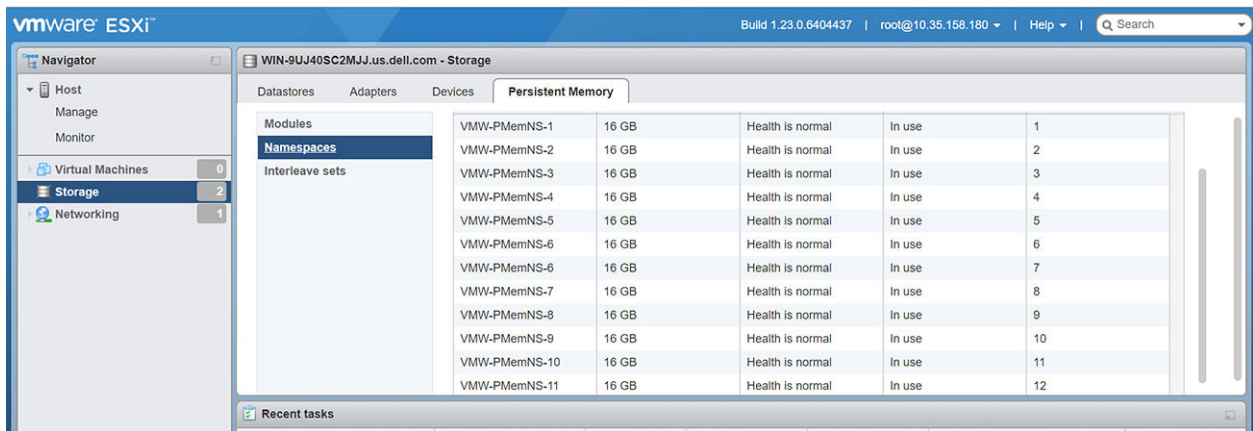 vmware ESXi™
Build 1.23.0.6404437 | root@10.35.158.180 | Help | Search
Navigator
WIN-9UJ40SC2MJJ.us.dell.com - Storage
Host
Manage
Monitor
Virtual Machines 0
Storage 2
Networking 1
Datastores Adapters Devices Persistent Memory
Modules
Namespaces
Interleave sets
VMW-PMemNS-1 16 GB Health is normal In use 1
VMW-PMemNS-2 16 GB Health is normal In use 2
VMW-PMemNS-3 16 GB Health is normal In use 3
VMW-PMemNS-4 16 GB Health is normal In use 4
VMW-PMemNS-5 16 GB Health is normal In use 5
VMW-PMemNS-6 16 GB Health is normal In use 6
VMW-PMemNS-6 16 GB Health is normal In use 7
VMW-PMemNS-7 16 GB Health is normal In use 8
VMW-PMemNS-8 16 GB Health is normal In use 9
VMW-PMemNS-9 16 GB Health is normal In use 10
VMW-PMemNS-10 16 GB Health is normal In use 11
VMW-PMemNS-11 16 GB Health is normal In use 12
Recent tasks